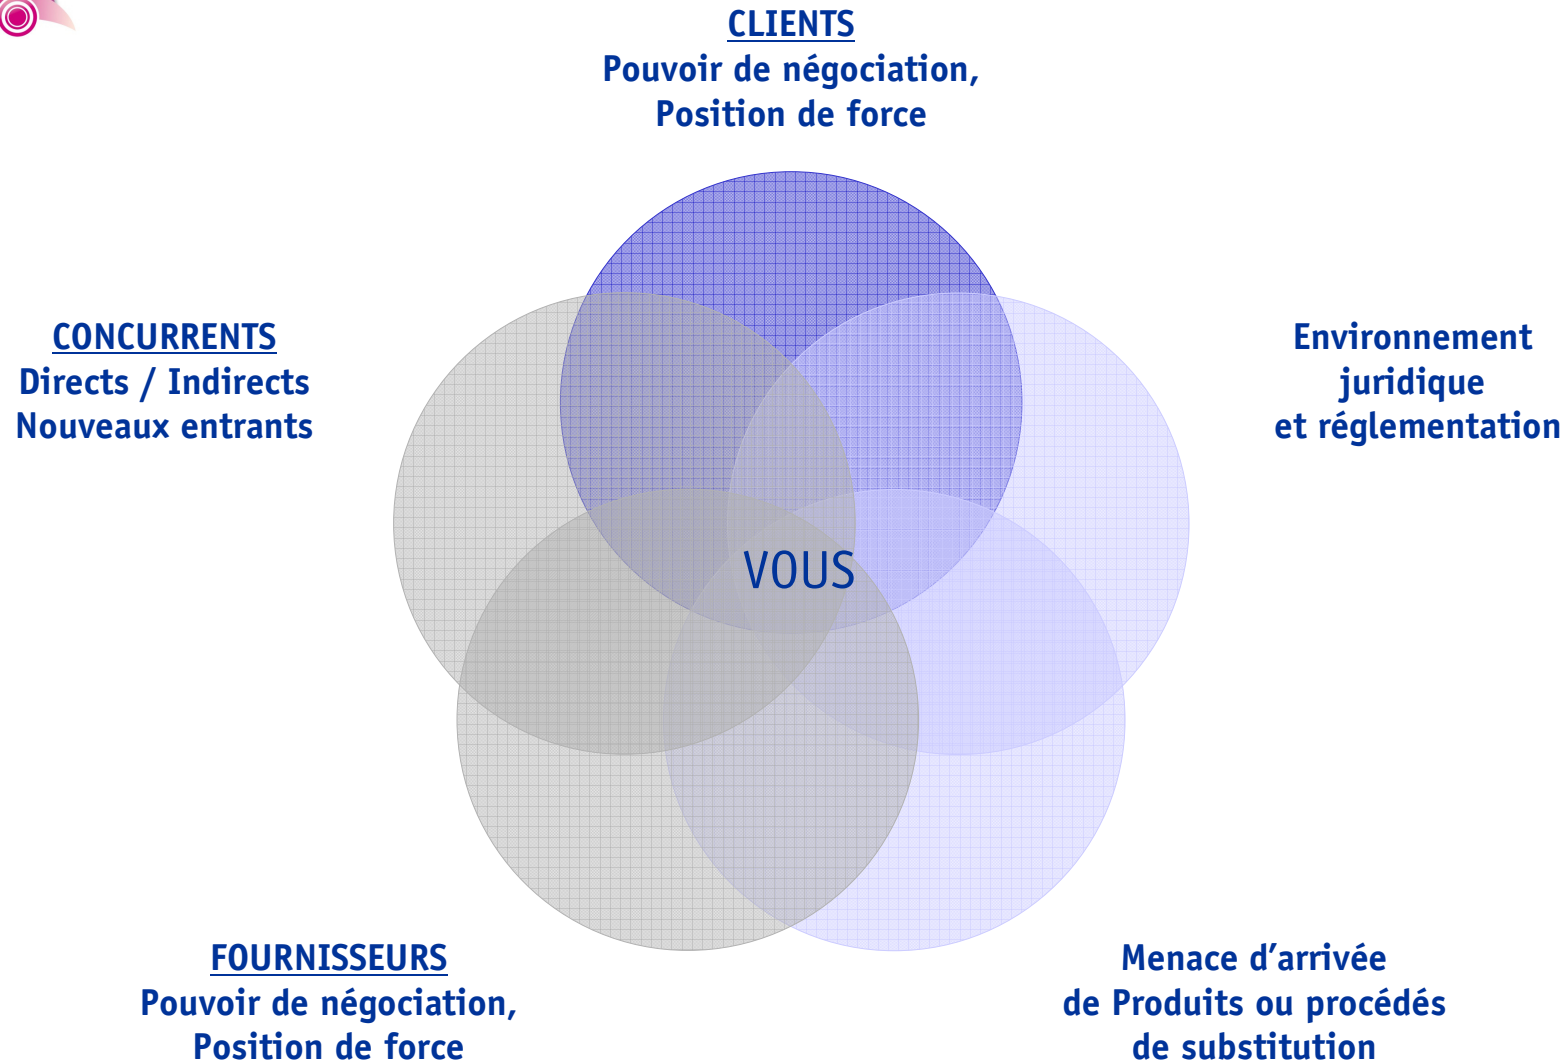 CLIENTS
Pouvoir de négociation,
Position de force
CONCURRENTS
Directs / Indirects
Nouveaux entrants
Environnement
juridique
et réglementation
VOUS
FOURNISSEURS
Pouvoir de négociation,
Position de force
Menace d’arrivée
de Produits ou procédés
de substitution